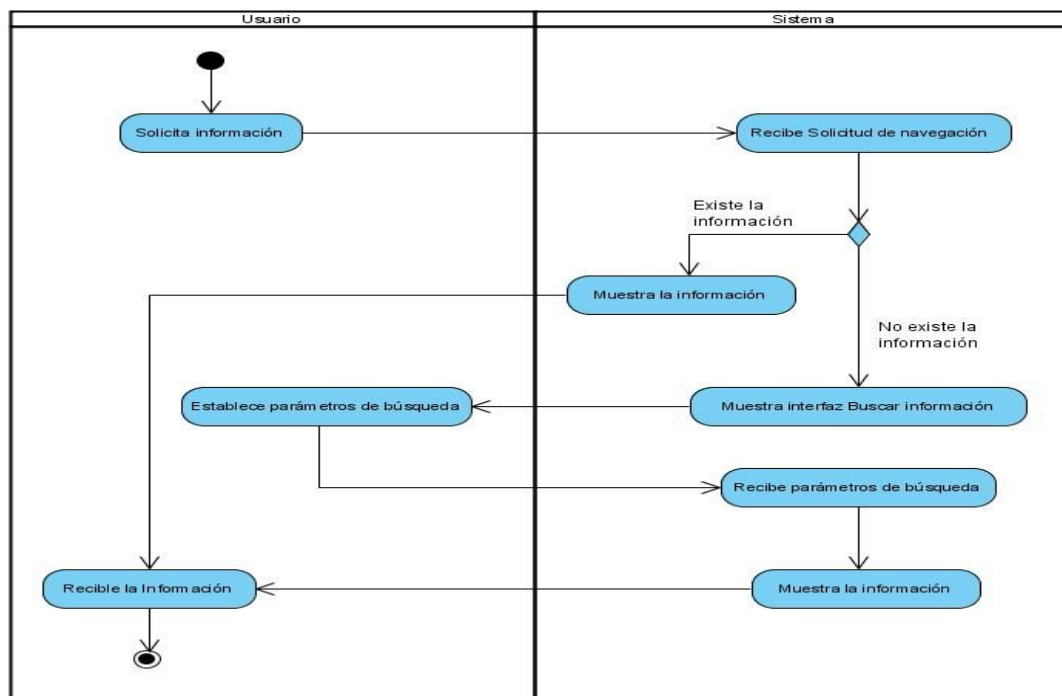 Usuario
Sistema
Solicita información
Recibe Solicitud de navegación
Existe la
información
Muestra la información
No existe la
información
Establece parámetros de búsqueda
Muestra interfaz Buscar información
Recibe parámetros de búsqueda
Recible la Información
Muestra la información